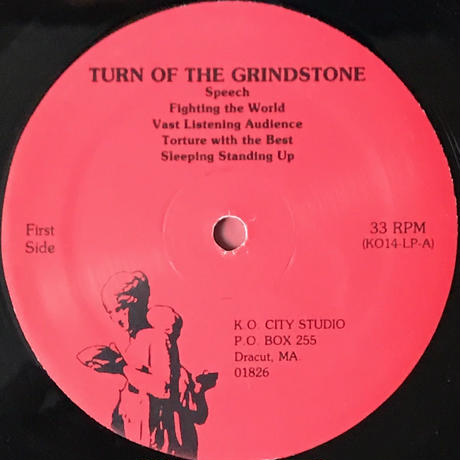 TURN OF THE GRINDSTONE
Speech
Fighting the World
Vast Listening Audience
Torture with the Best
Sleeping Standing Up
First
Side
33 RPM
(KO14-LP-A)
K.O. CITY STUDIO
P.O. BOX 255
Dracut, MA.
01826